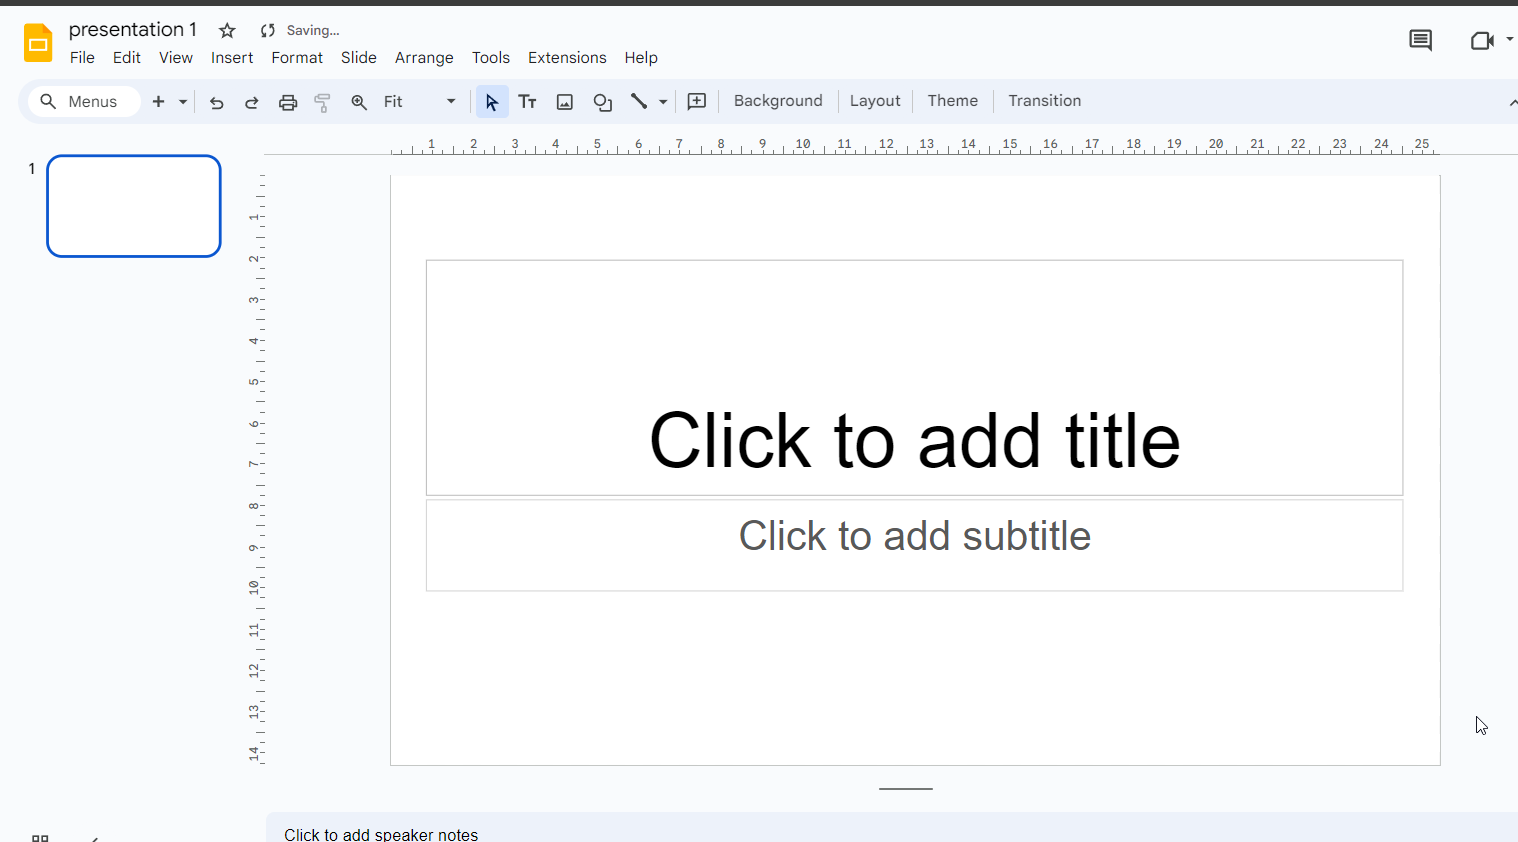 presentation 1 Saving...
File Edit View Insert Format Slide Arrange Tools Extensions Help
Menus Fit Background Layout Theme Transition
1 2 3 4 5 6 7 8 9 10 11 12 13 14 15 16 17 18 19 20 21 22 23 24 25
1
1
2
3
4
5
6
7
8
9
10
11
12
13
14
Click to add title
Click to add subtitle
Click to add speaker notes